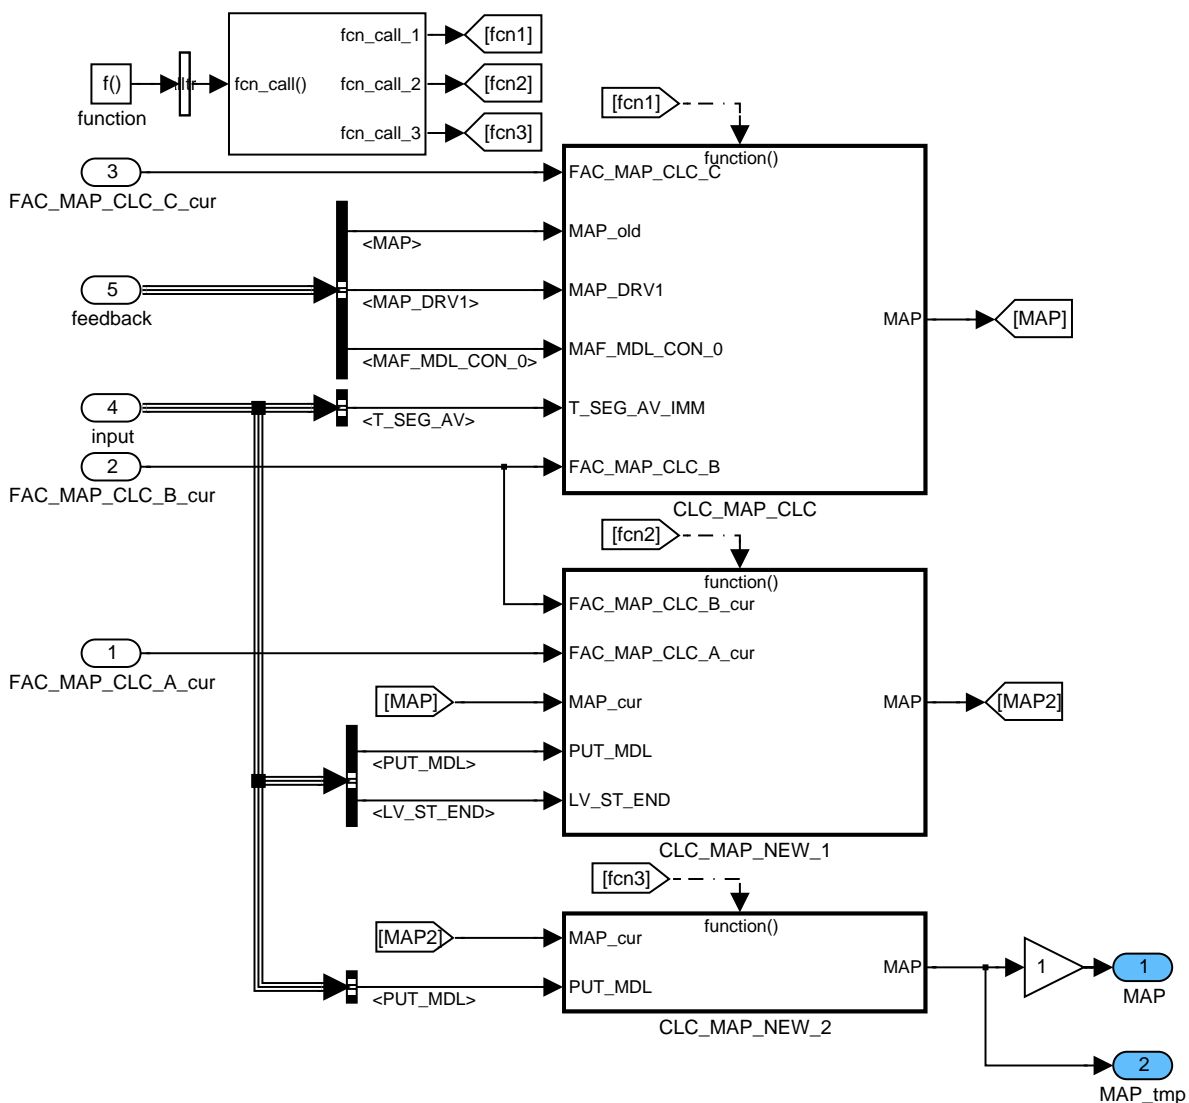 fcn_call_1
[fcn1]
f()
fcn_call()
fcn_call_2
[fcn2]
function
fcn_call_3
[fcn3]
[fcn1]
function()
3
FAC_MAP_CLC_C
FAC_MAP_CLC_C_cur
<MAP>
MAP_old
5
feedback
<MAP_DRV1>
MAP_DRV1
MAP
[MAP]
<MAF_MDL_CON_0>
MAF_MDL_CON_0
4
input
<T_SEG_AV>
T_SEG_AV_IMM
2
FAC_MAP_CLC_B_cur
FAC_MAP_CLC_B
CLC_MAP_CLC
[fcn2]
function()
FAC_MAP_CLC_B_cur
1
FAC_MAP_CLC_A_cur
FAC_MAP_CLC_A_cur
[MAP]
MAP_cur
MAP
[MAP2]
<PUT_MDL>
PUT_MDL
<LV_ST_END>
LV_ST_END
CLC_MAP_NEW_1
[fcn3]
function()
[MAP2]
MAP_cur
MAP
1
1
MAP
<PUT_MDL>
PUT_MDL
CLC_MAP_NEW_2
2
MAP_tmp